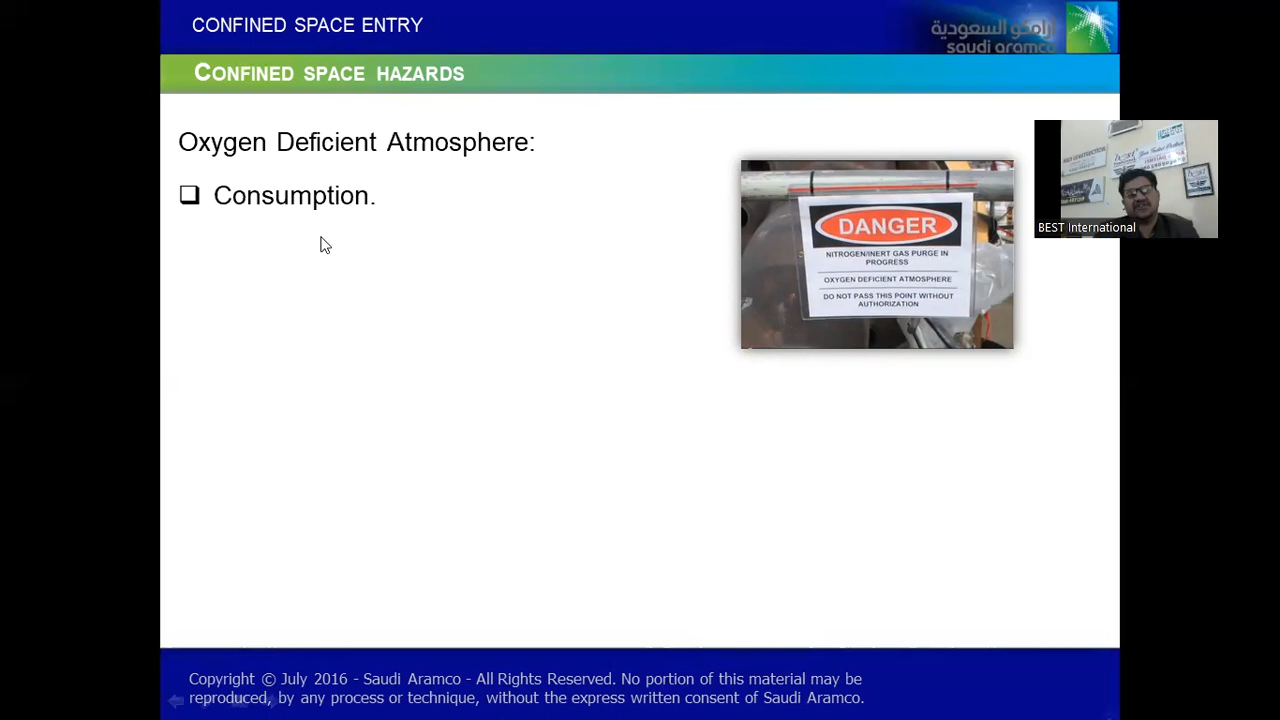 CONFINED SPACE ENTRY
أرامكو السعودية
saudi aramco
CONFINED SPACE HAZARDS
Oxygen Deficient Atmosphere:
❑ Consumption.
DANGER
NITROGEN/INERT GAS PURGE IN
PROGRESS
OXYGEN DEFICIENT ATMOSPHERE
DO NOT PASS THIS POINT WITHOUT
AUTHORIZATION
BEST International
Copyright © July 2016 - Saudi Aramco - All Rights Reserved. No portion of this material may be
reproduced, by any process or technique, without the express written consent of Saudi Aramco.